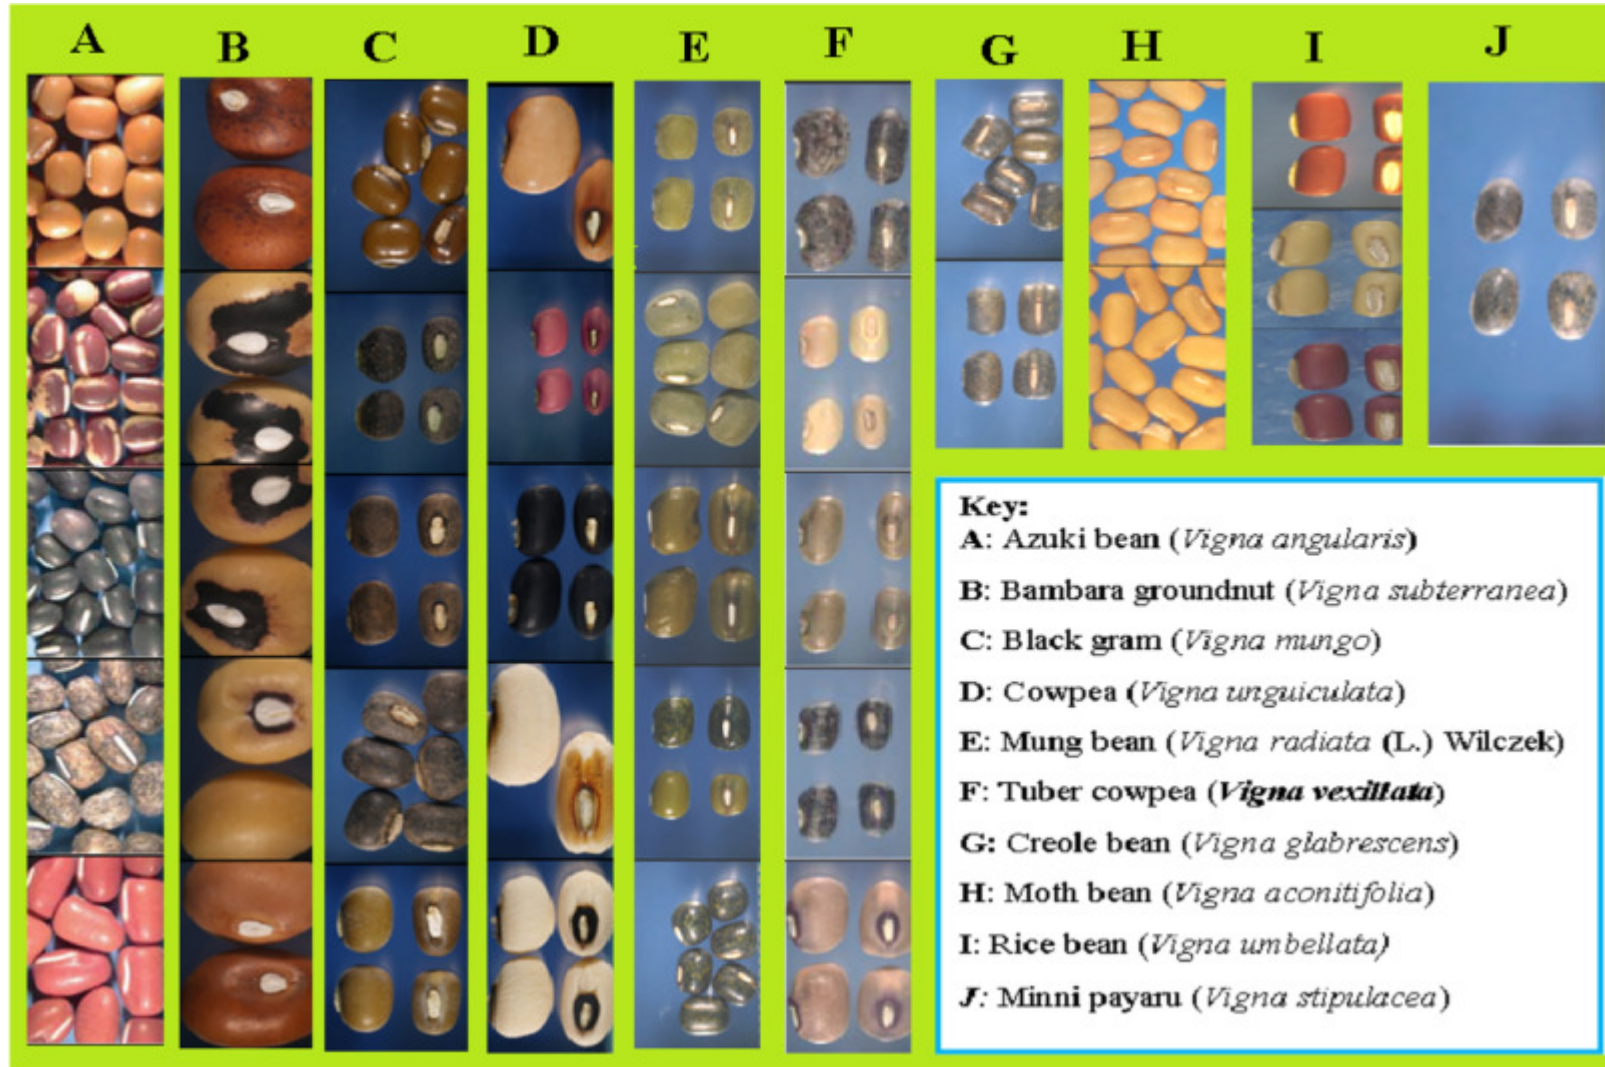 A B C D E F G H I J
Key:
A: Azuki bean (Vigna angularis)
B: Bambara groundnut (Vigna subterranea)
C: Black gram (Vigna mungo)
D: Cowpea (Vigna unguiculata)
E: Mung bean (Vigna radiata (L.) Wilczek)
F: Tuber cowpea (Vigna vexillata)
G: Creole bean (Vigna glabrescens)
H: Moth bean (Vigna aconitifolia)
I: Rice bean (Vigna umbellata)
J: Minni payaru (Vigna stipulacea)